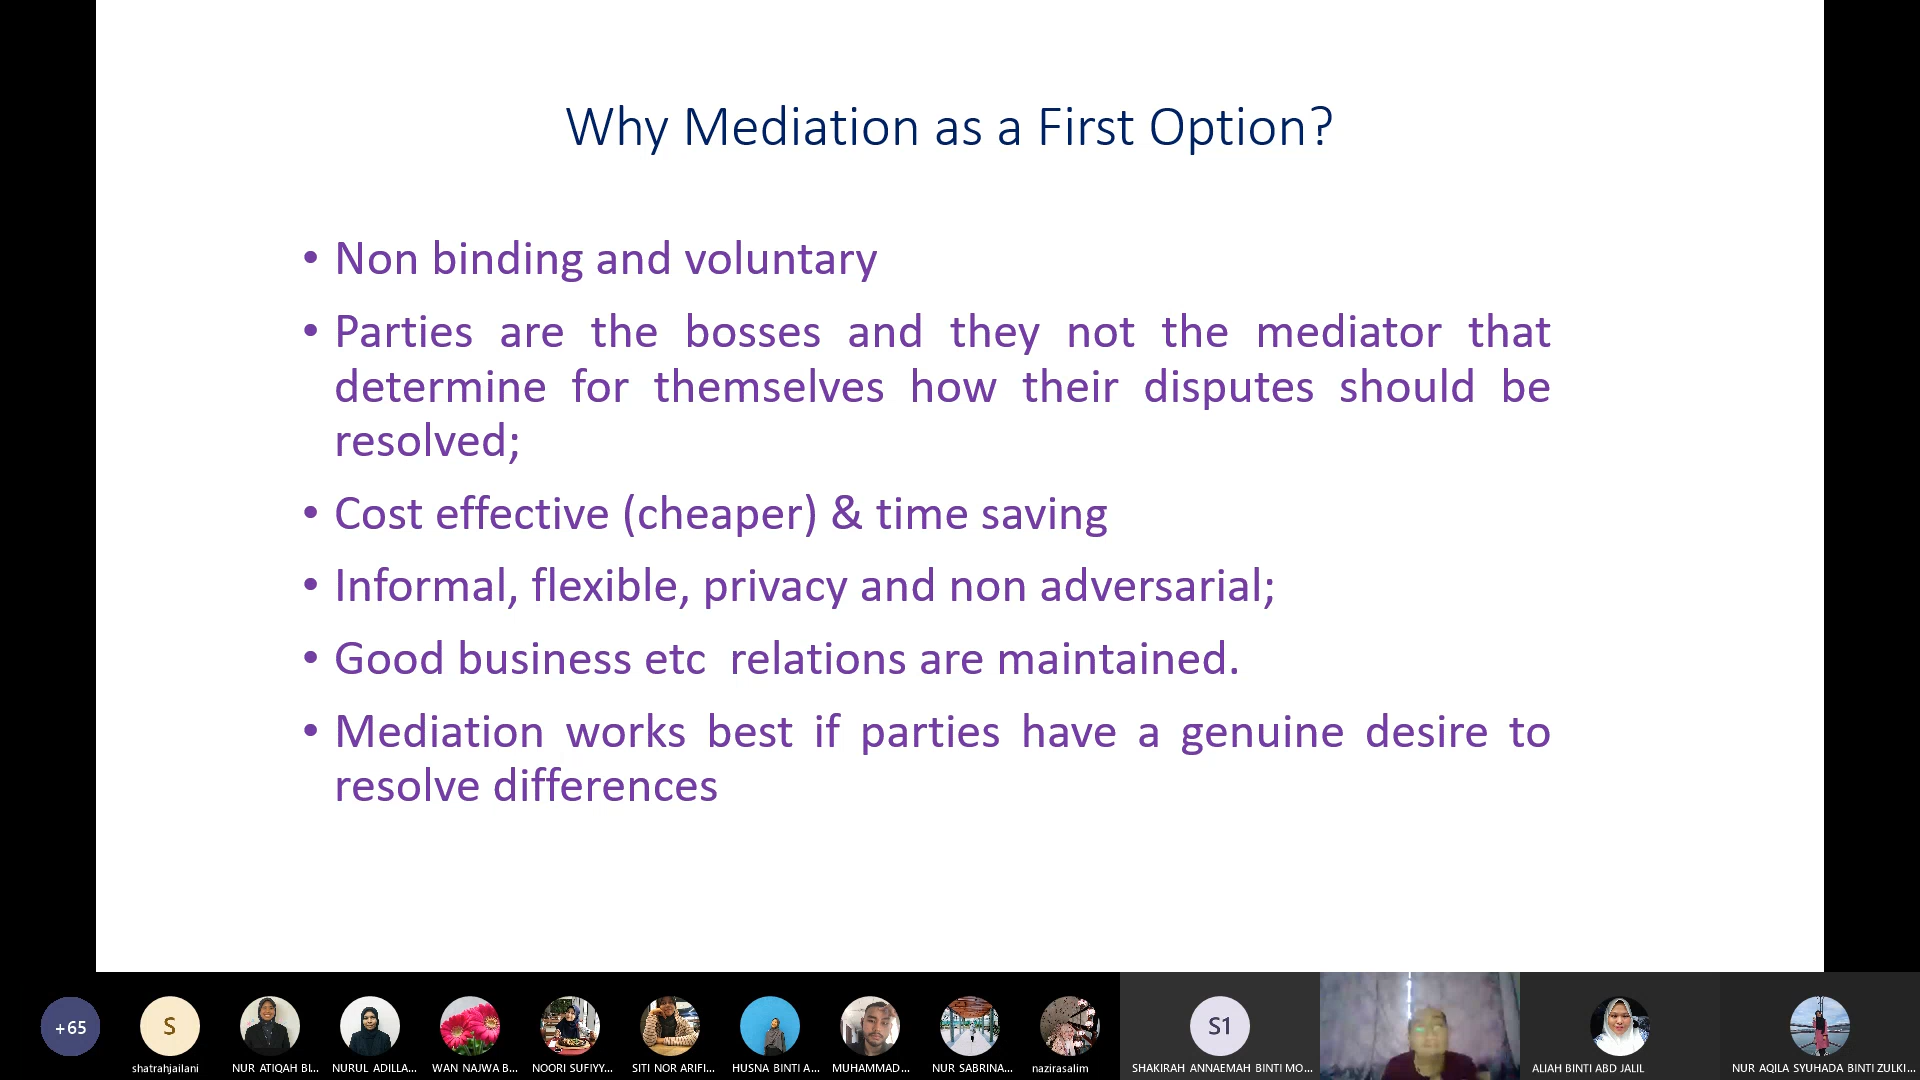 Why Mediation as a First Option?
• Non binding and voluntary
• Parties are the bosses and they not the mediator that
determine for themselves how their disputes should be
resolved;
• Cost effective (cheaper) & time saving
• Informal, flexible, privacy and non adversarial;
• Good business etc  relations are maintained.
• Mediation works best if parties have a genuine desire to
resolve differences
+65
S
S1
shatrahjailani
NUR ATIQAH BI...
NURUL ADILLA...
WAN NAJWA B...
NOORI SUFIYY...
SITI NOR ARIFI...
HUSNA BINTI A...
MUHAMMAD...
NUR SABRINA...
nazirasalim
SHAKIRAH ANNAEMAH BINTI MO...
ALIAH BINTI ABD JALIL
NUR AQILA SYUHADA BINTI ZULKI...